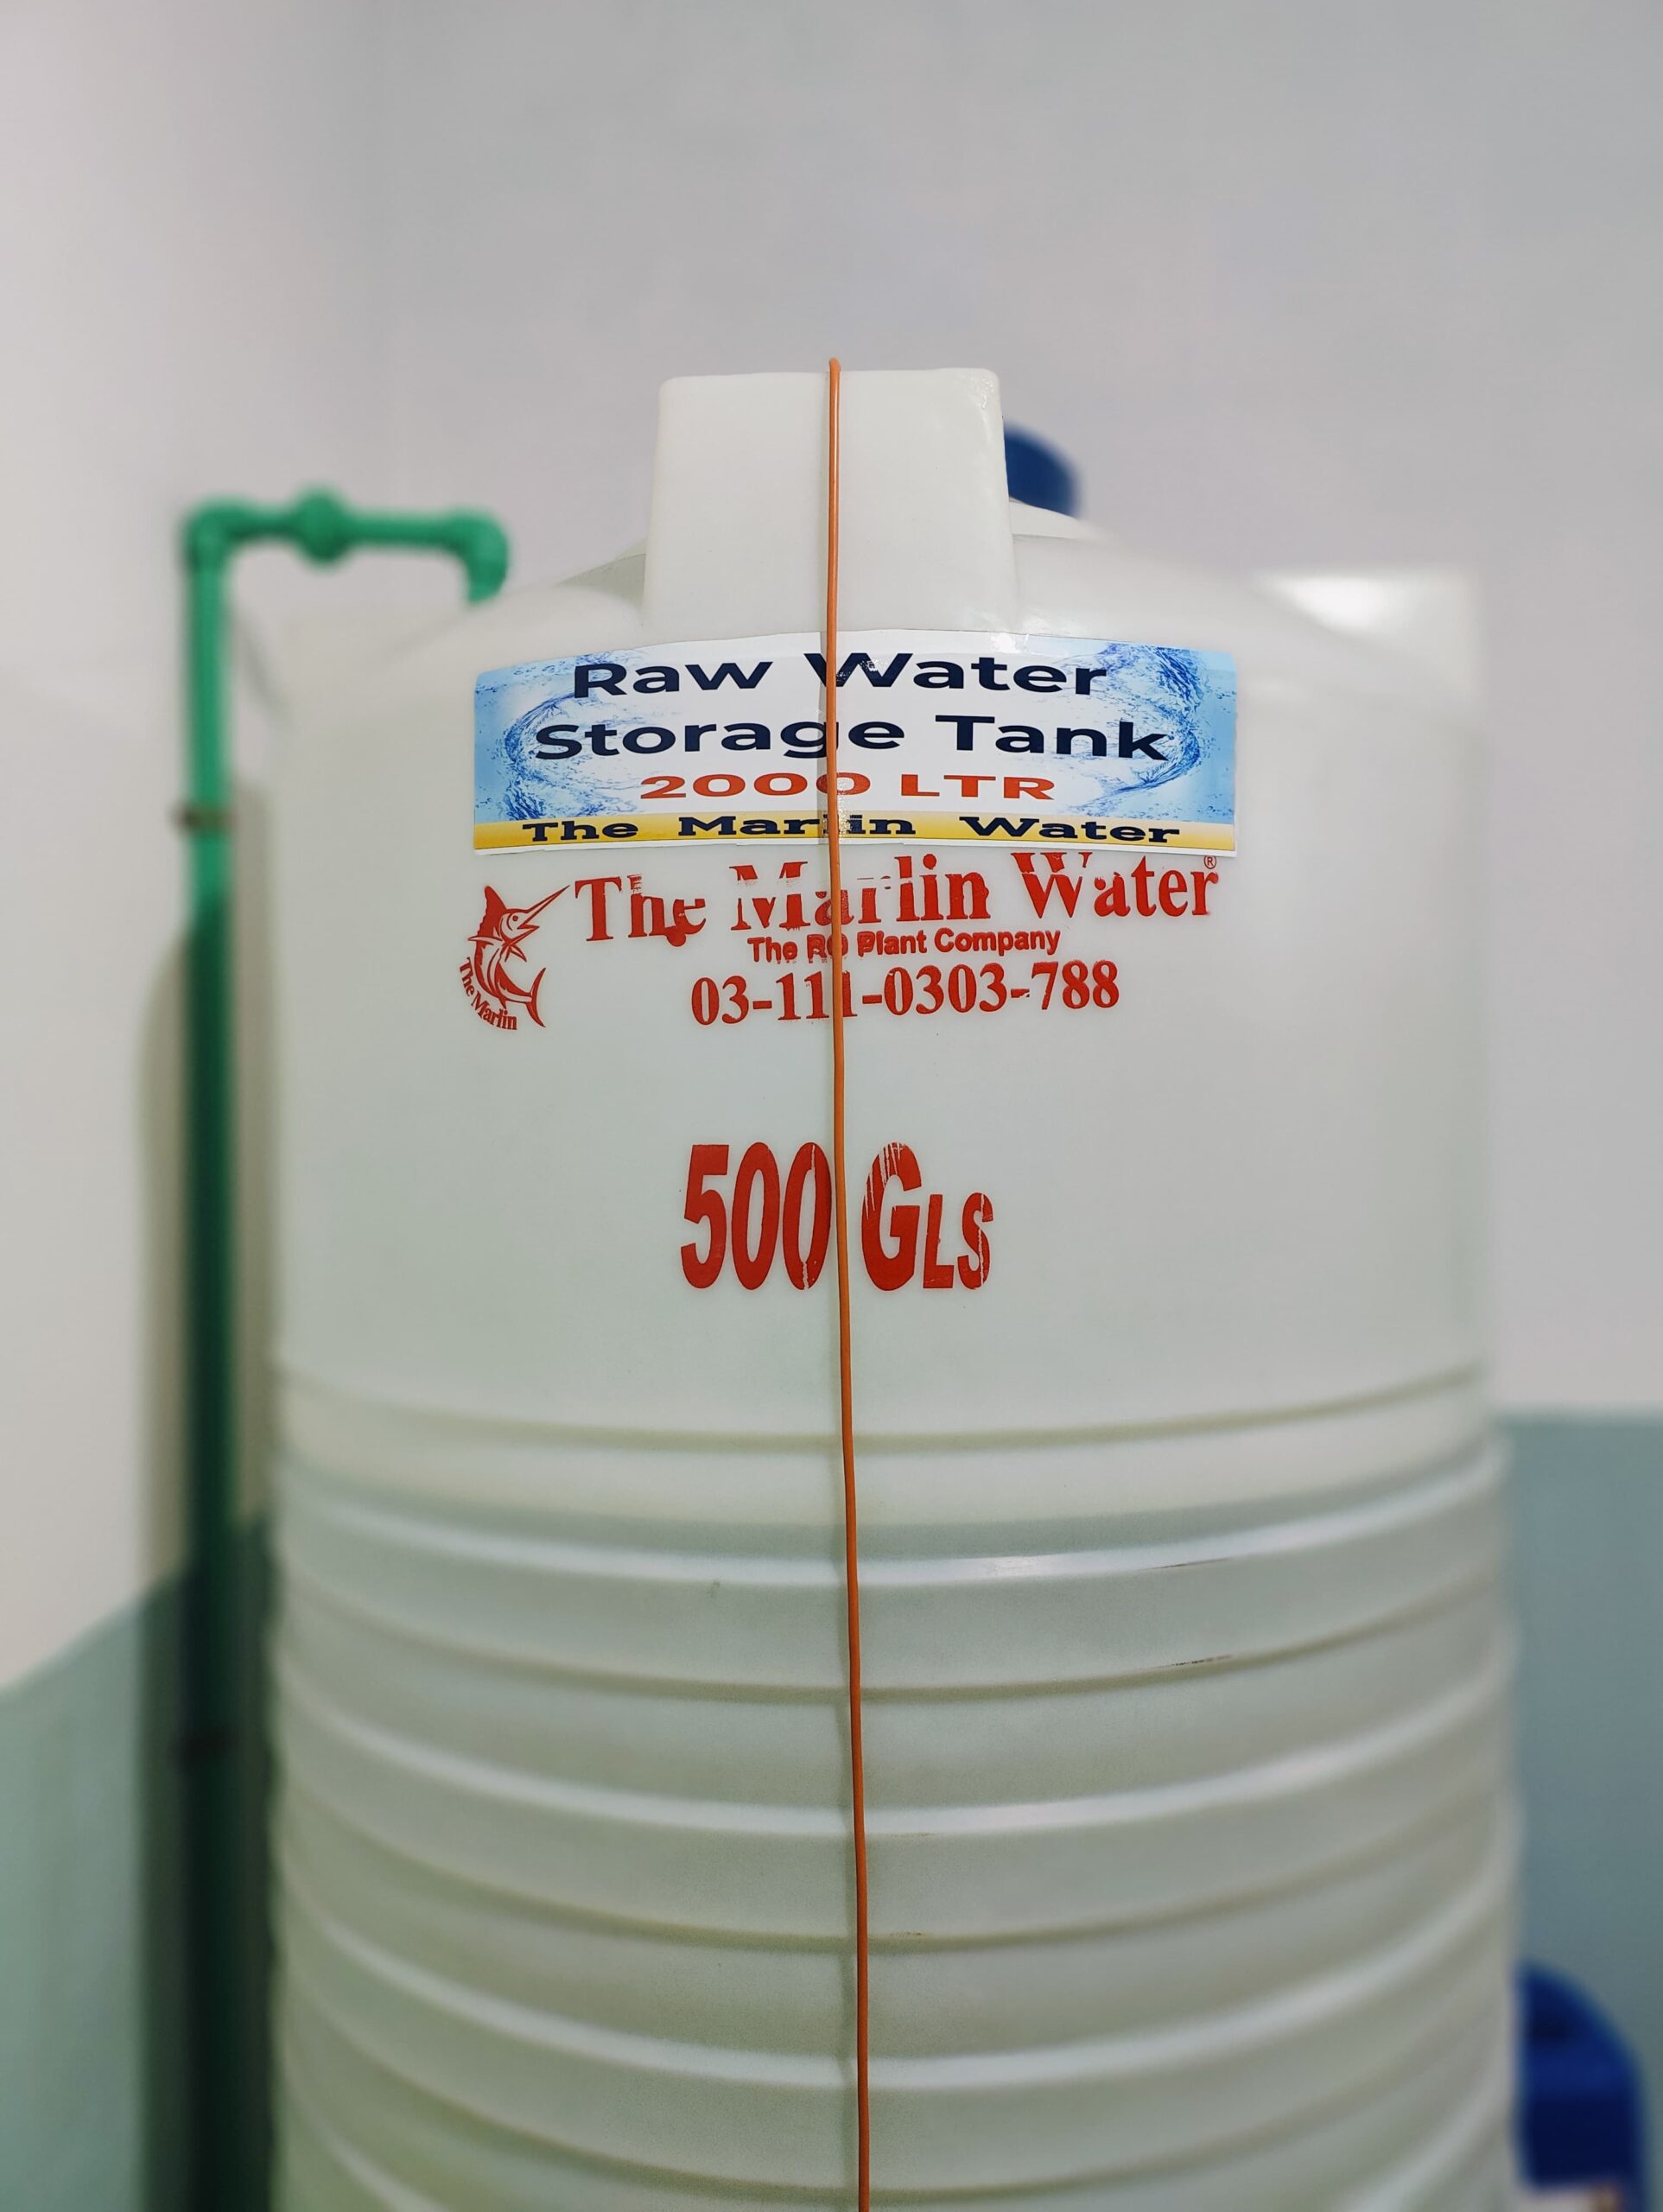 Raw Water
Storage Tank
2000 LTR
The Marlin Water
The Marlin Water®
The RO Plant Company
03-111-0303-788
The Marlin
500 GLS